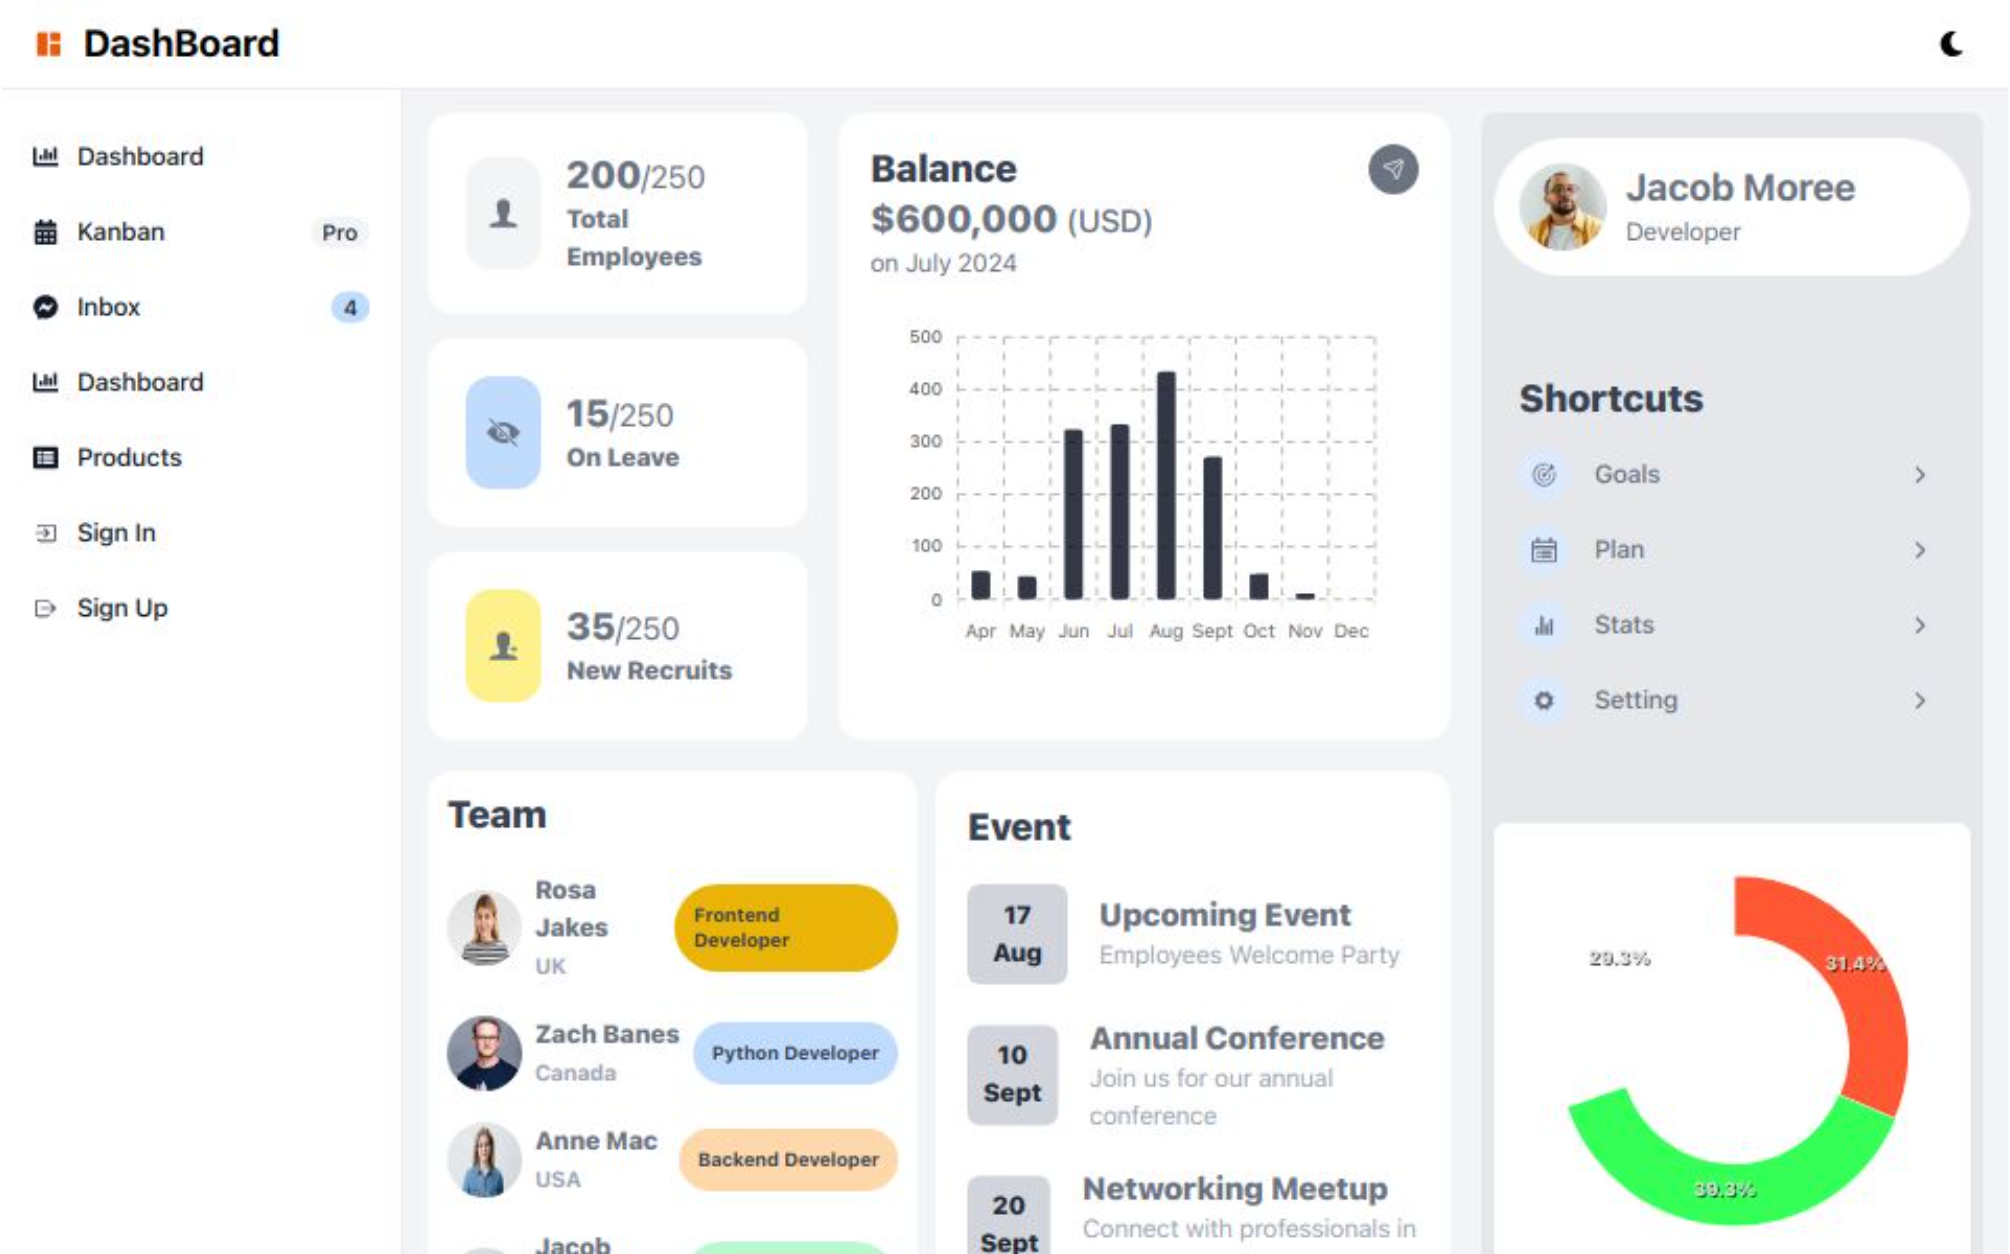 DashBoard
Dashboard
Kanban
Pro
Inbox
4
Dashboard
Products
Sign In
Sign Up
200/250
Total
Employees
15/250
On Leave
35/250
New Recruits
Balance
$600,000 (USD)
on July 2024
500
400
300
200
100
0
Apr May Jun Jul Aug Sept Oct Nov Dec
Jacob Moree
Developer
Shortcuts
Goals
Plan
Stats
Setting
Team
Rosa
Jakes
UK
Frontend
Developer
Zach Banes
Canada
Python Developer
Anne Mac
USA
Backend Developer
Jacob
Event
17
Aug
Upcoming Event
Employees Welcome Party
10
Sept
Annual Conference
Join us for our annual
conference
20
Sept
Networking Meetup
Connect with professionals in
29.3%
31.4%
39.3%